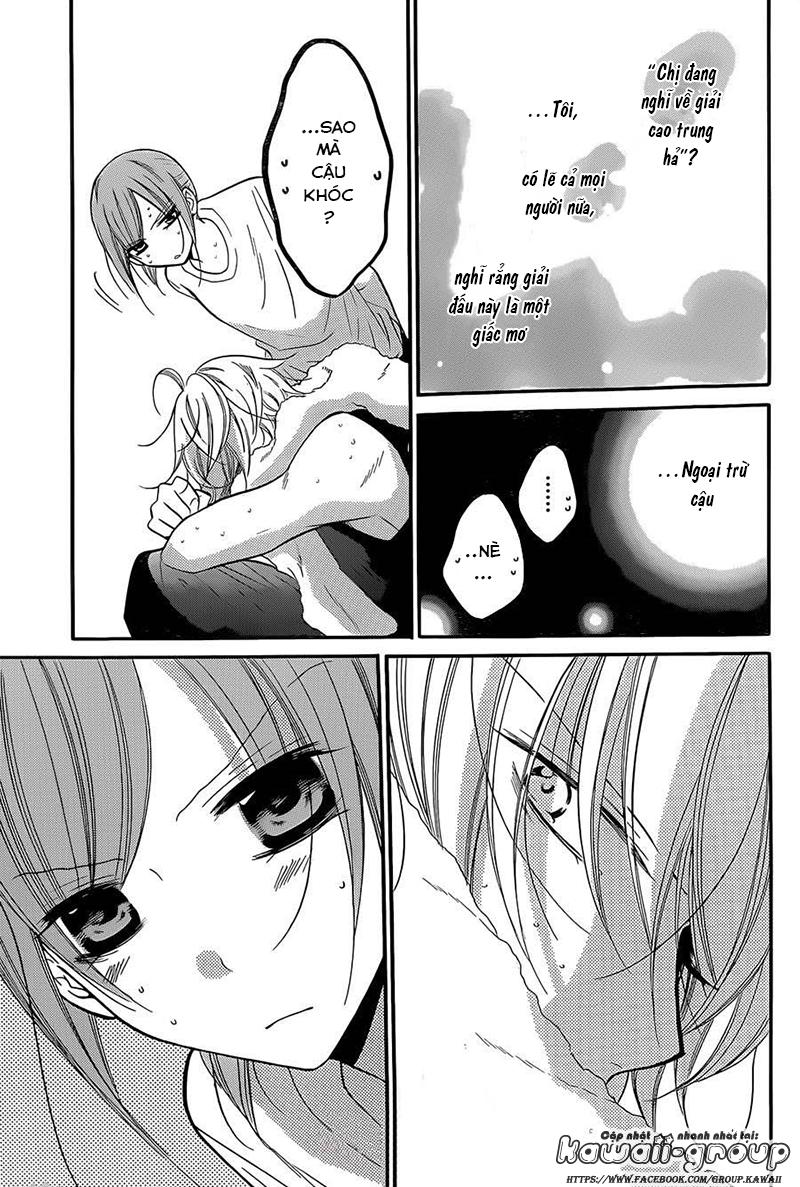 “Chị đang
nghĩ về giải
cao trung
hả”?
...Tôi,
có lẽ cả mọi
người nữa,
nghĩ rẳng giải
đấu này là một
giấc mơ
...Ngoại trừ
cậu
......
..NÈ
...
...SAO
MÀ
CẬU
KHÓC
?
Cập nhật nhanh nhất tại:
kawaii-group
HTTPS://WWW.FACEBOOK.COM/GROUP.KAWAII